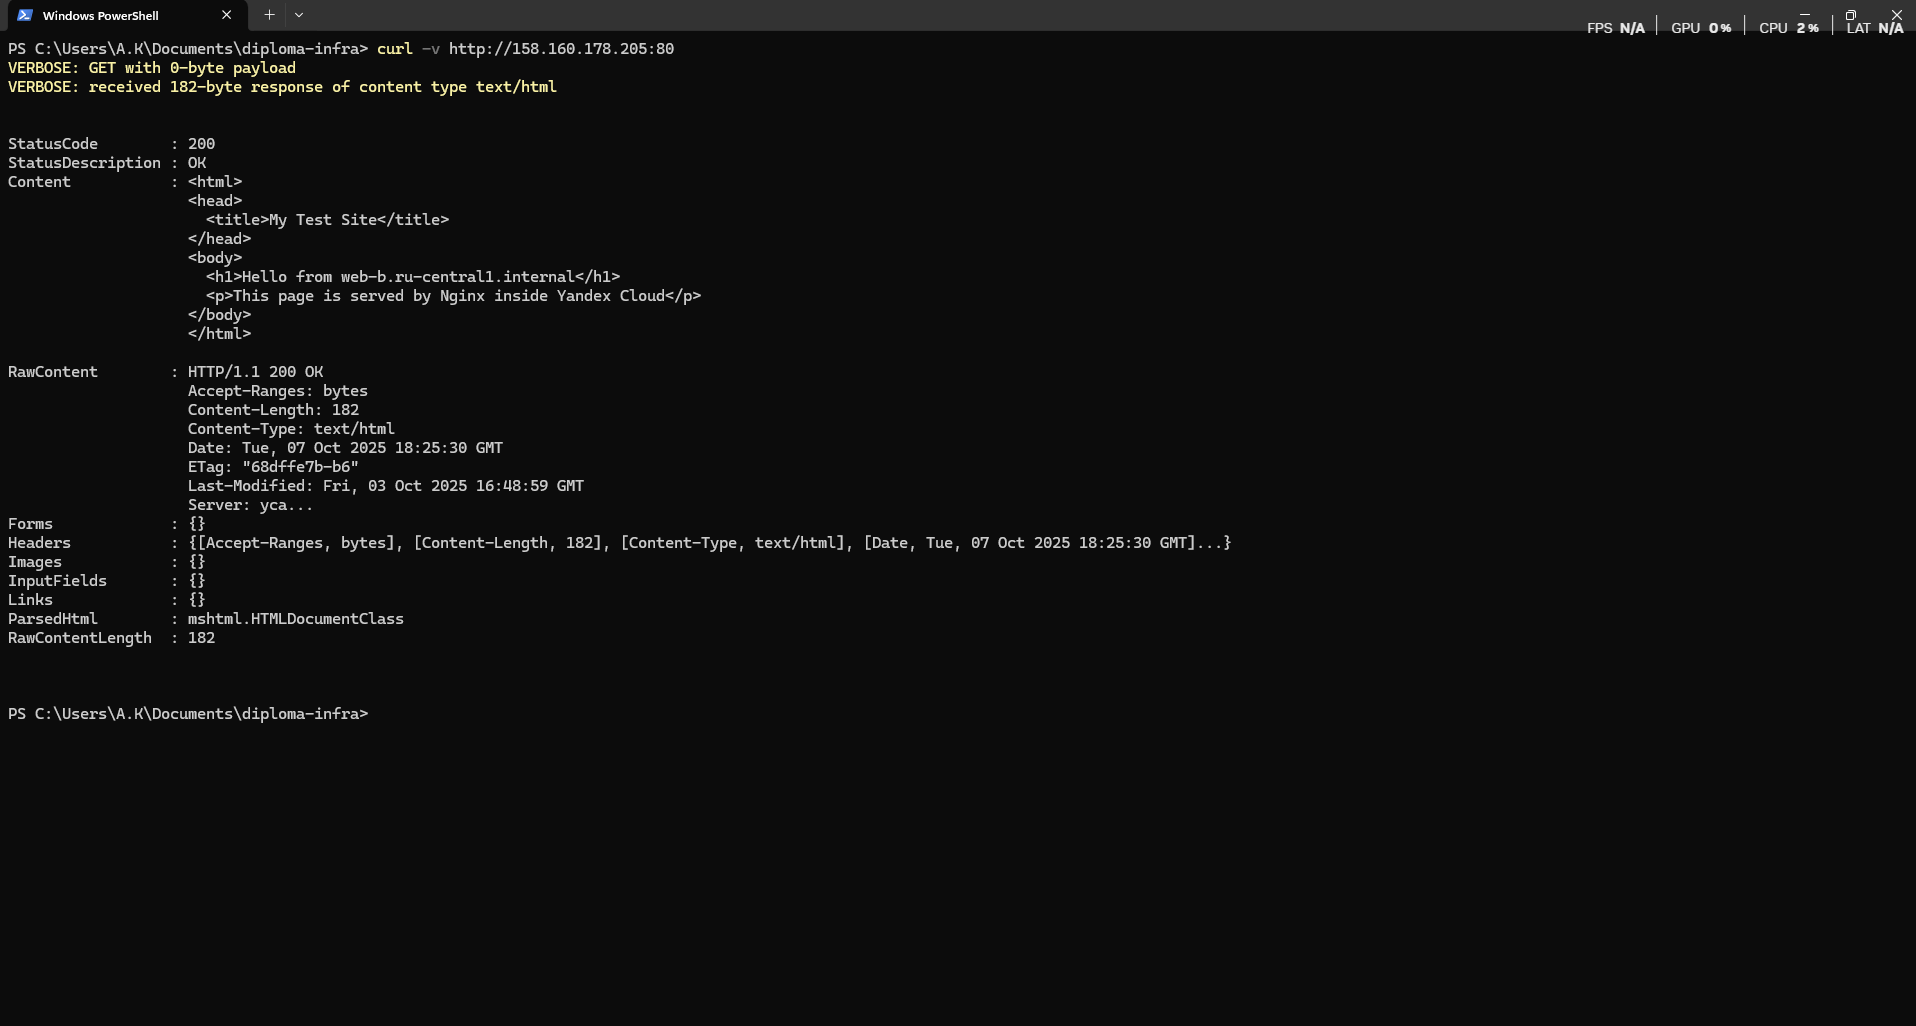 Windows PowerShell
FPS N/A GPU 0% CPU 2% LAT N/A
PS C:\Users\A.K\Documents\diploma-infra> curl -v http://158.160.178.205:80
VERBOSE: GET with 0-byte payload
VERBOSE: received 182-byte response of content type text/html
StatusCode : 200
StatusDescription : OK
Content : <html>
<head>
<title>My Test Site</title>
</head>
<body>
<h1>Hello from web-b.ru-central1.internal</h1>
<p>This page is served by Nginx inside Yandex Cloud</p>
</body>
</html>
RawContent : HTTP/1.1 200 OK
Accept-Ranges: bytes
Content-Length: 182
Content-Type: text/html
Date: Tue, 07 Oct 2025 18:25:30 GMT
ETag: "68dffe7b-b6"
Last-Modified: Fri, 03 Oct 2025 16:48:59 GMT
Server: yca...
Forms : {}
Headers : {[Accept-Ranges, bytes], [Content-Length, 182], [Content-Type, text/html], [Date, Tue, 07 Oct 2025 18:25:30 GMT]...}
Images : {}
InputFields : {}
Links : {}
ParsedHtml : mshtml.HTMLDocumentClass
RawContentLength : 182
PS C:\Users\A.K\Documents\diploma-infra>